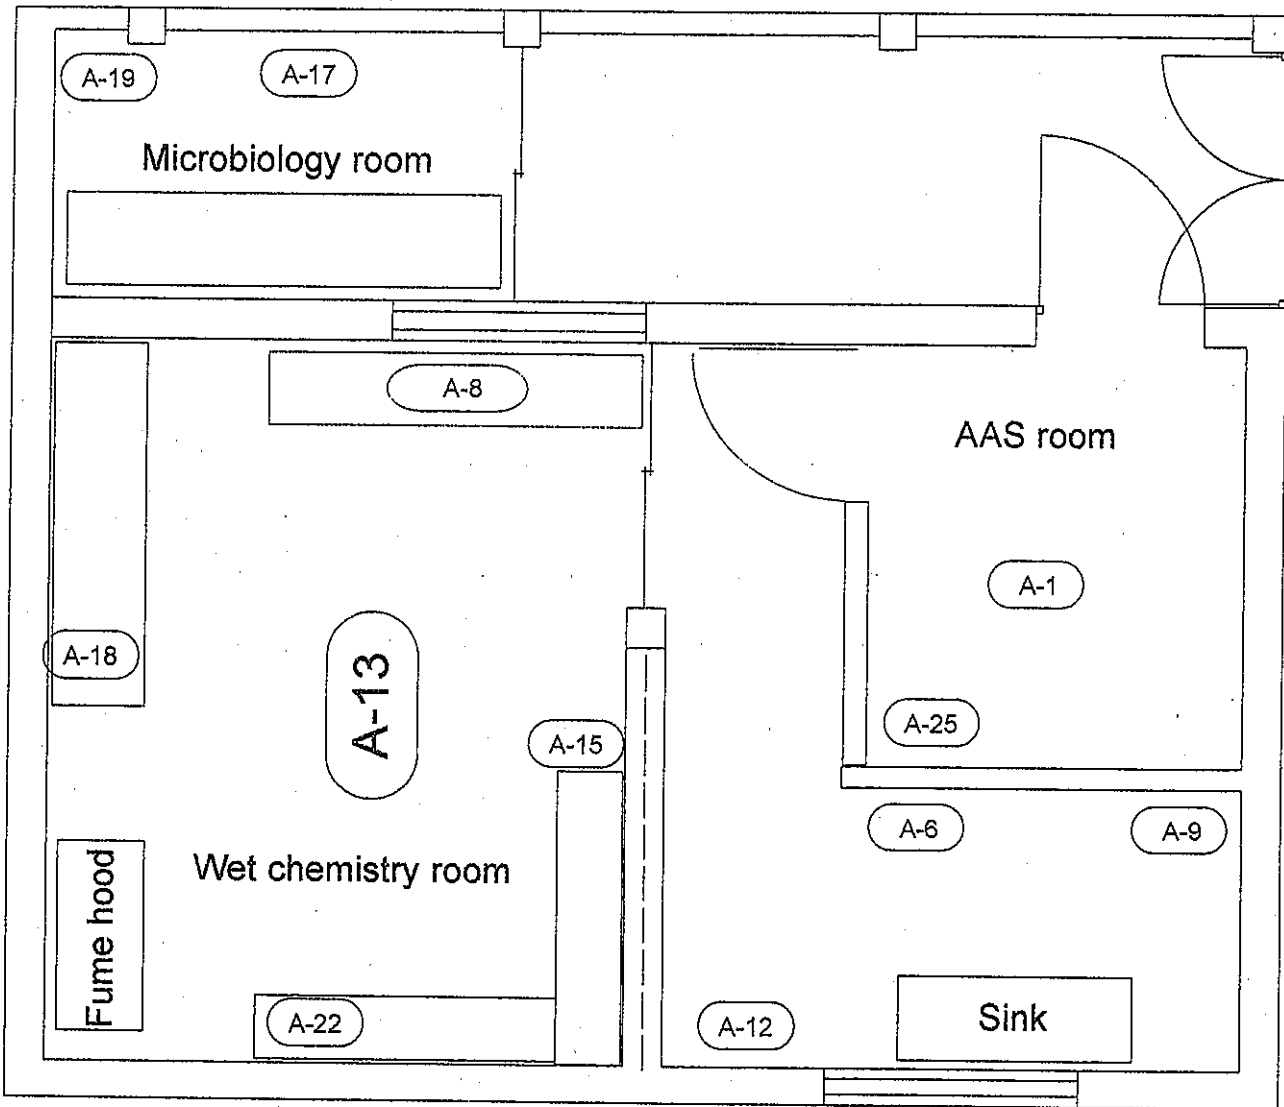 A-19
A-17
Microbiology room
A-8
AAS room
A-1
A-18
A-13
A-15
A-25
A-6
A-9
Wet chemistry room
Fume hood
A-22
A-12
Sink